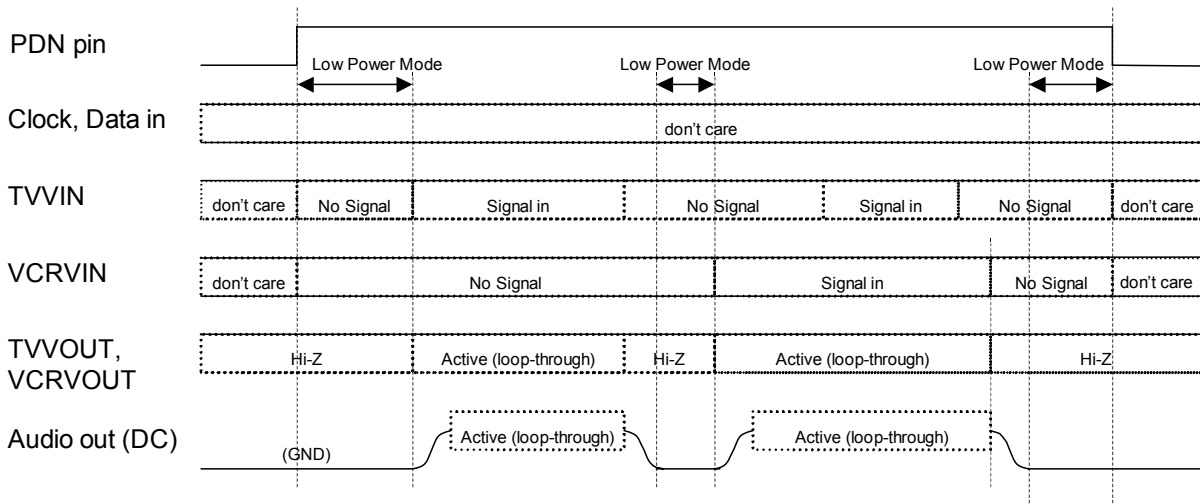 PDN pin
Low Power Mode Low Power Mode Low Power Mode
Clock, Data in don't care
TVVIN don't care No Signal Signal in No Signal Signal in No Signal don't care
VCRVIN don't care No Signal Signal in No Signal don't care
TVVOUT,
VCRVOUT Hi-Z Active (loop-through) Hi-Z Active (loop-through) Hi-Z
Audio out (DC) (GND) Active (loop-through) Active (loop-through)